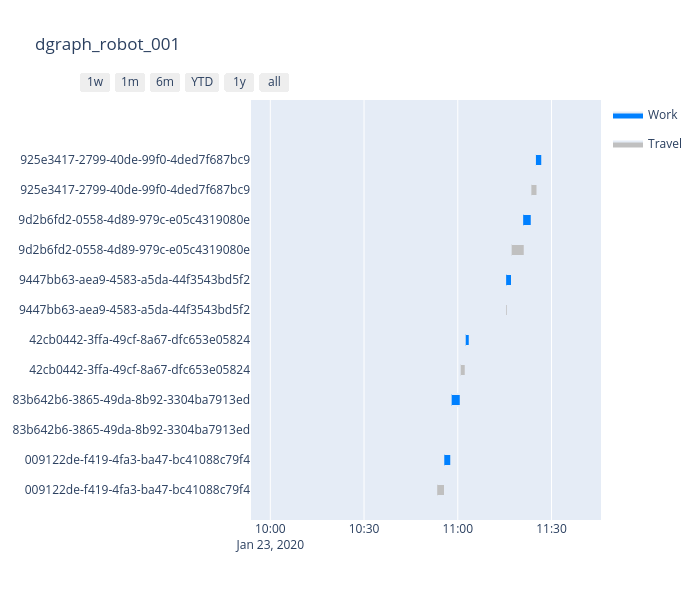 dgraph_robot_001
1w 1m 6m YTD 1y all
Work
Travel
925e3417-2799-40de-99f0-4ded7f687bc9
925e3417-2799-40de-99f0-4ded7f687bc9
9d2b6fd2-0558-4d89-979c-e05c4319080e
9d2b6fd2-0558-4d89-979c-e05c4319080e
9447bb63-aea9-4583-a5da-44f3543bd5f2
9447bb63-aea9-4583-a5da-44f3543bd5f2
42cb0442-3ffa-49cf-8a67-dfc653e05824
42cb0442-3ffa-49cf-8a67-dfc653e05824
83b642b6-3865-49da-8b92-3304ba7913ed
83b642b6-3865-49da-8b92-3304ba7913ed
009122de-f419-4fa3-ba47-bc41088c79f4
009122de-f419-4fa3-ba47-bc41088c79f4
10:00 10:30 11:00 11:30
Jan 23, 2020